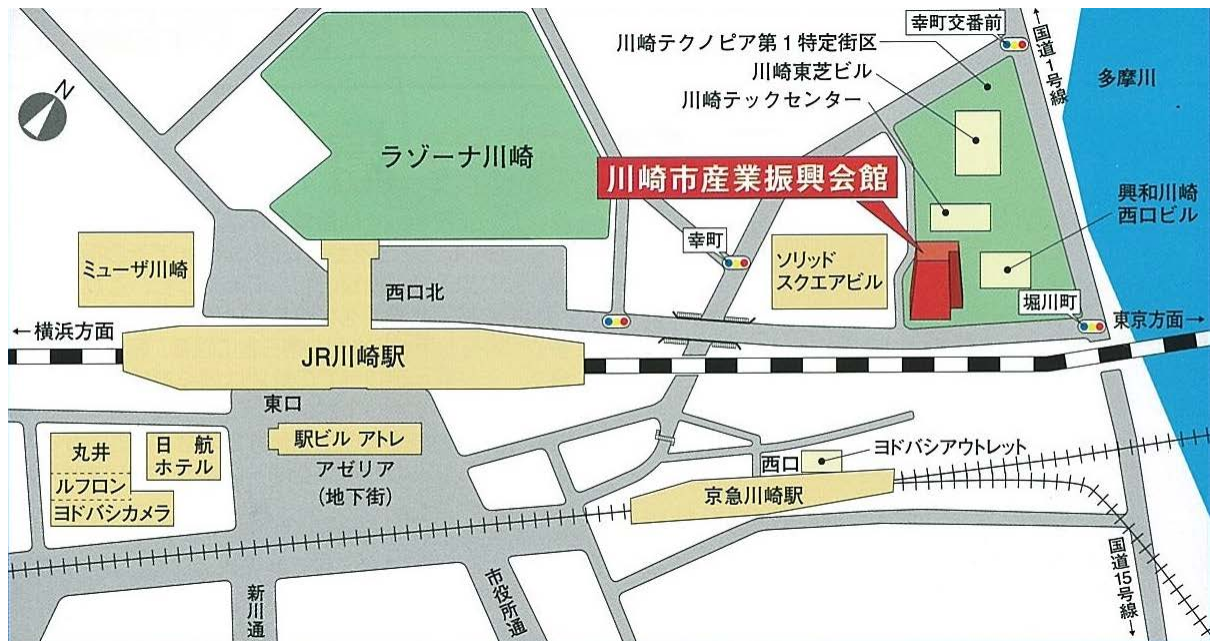 幸町交番前
←国道1号線
川崎テクノピア第1特定街区
川崎東芝ビル
川崎テックセンター
多摩川
N
ラゾーナ川崎
川崎市産業振興会館
興和川崎
西口ビル
ミューザ川崎
幸町
ソリッド
スクエアビル
西口北
堀川町
←横浜方面
東京方面→
JR川崎駅
東口
丸井
日航
ホテル
駅ビル アトレ
アゼリア
(地下街)
ルフロン
ヨドバシカメラ
西口
ヨドバシアウトレット
京急川崎駅
新川通
市役所通
国道15号線→